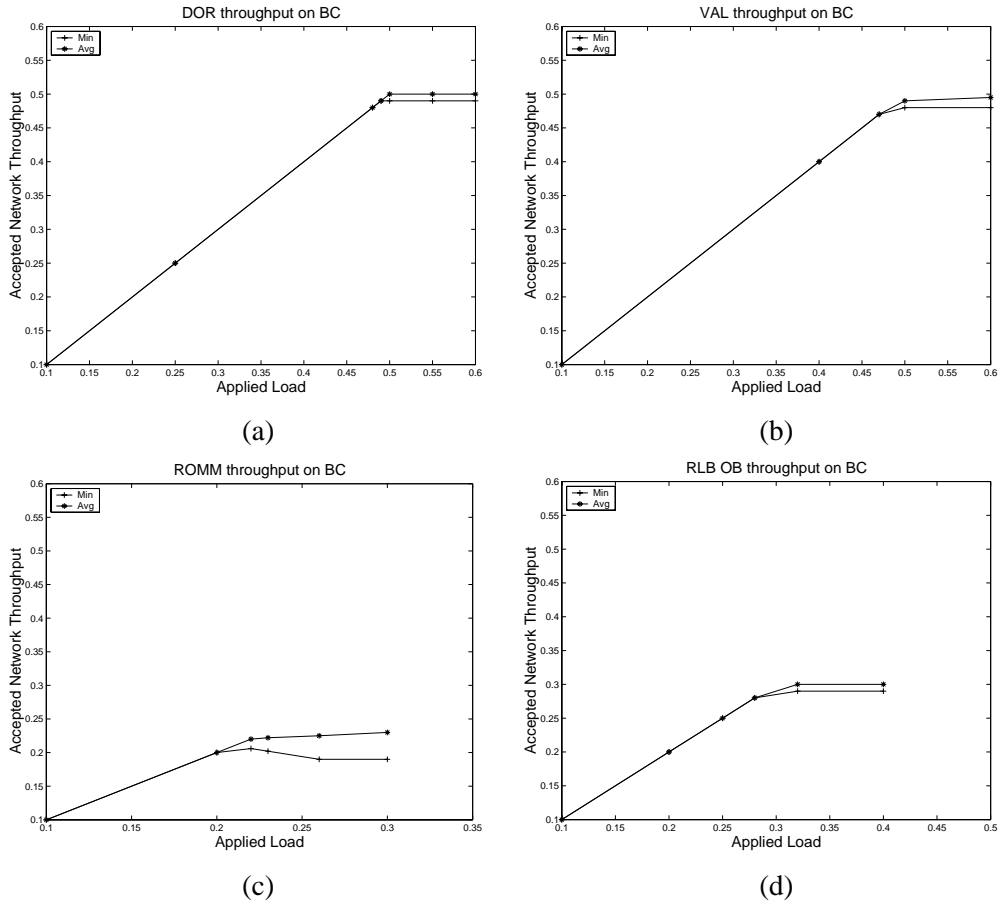 DOR throughput on BC
Min
Avg
0.6
0.55
0.5
0.45
0.4
0.35
0.3
0.25
0.2
0.15
0.1
Accepted Network Throughput
0.1 0.15 0.2 0.25 0.3 0.35 0.4 0.45 0.5 0.55 0.6
Applied Load
(a)
VAL throughput on BC
Min
Avg
0.6
0.55
0.5
0.45
0.4
0.35
0.3
0.25
0.2
0.15
0.1
Accepted Network Throughput
0.1 0.15 0.2 0.25 0.3 0.35 0.4 0.45 0.5 0.55 0.6
Applied Load
(b)
ROMM throughput on BC
Min
Avg
0.6
0.55
0.5
0.45
0.4
0.35
0.3
0.25
0.2
0.15
0.1
Accepted Network Throughput
0.1 0.15 0.2 0.25 0.3 0.35
Applied Load
(c)
RLB OB throughput on BC
Min
Avg
0.6
0.55
0.5
0.45
0.4
0.35
0.3
0.25
0.2
0.15
0.1
Accepted Network Throughput
0.1 0.15 0.2 0.25 0.3 0.35 0.4 0.45 0.5
Applied Load
(d)